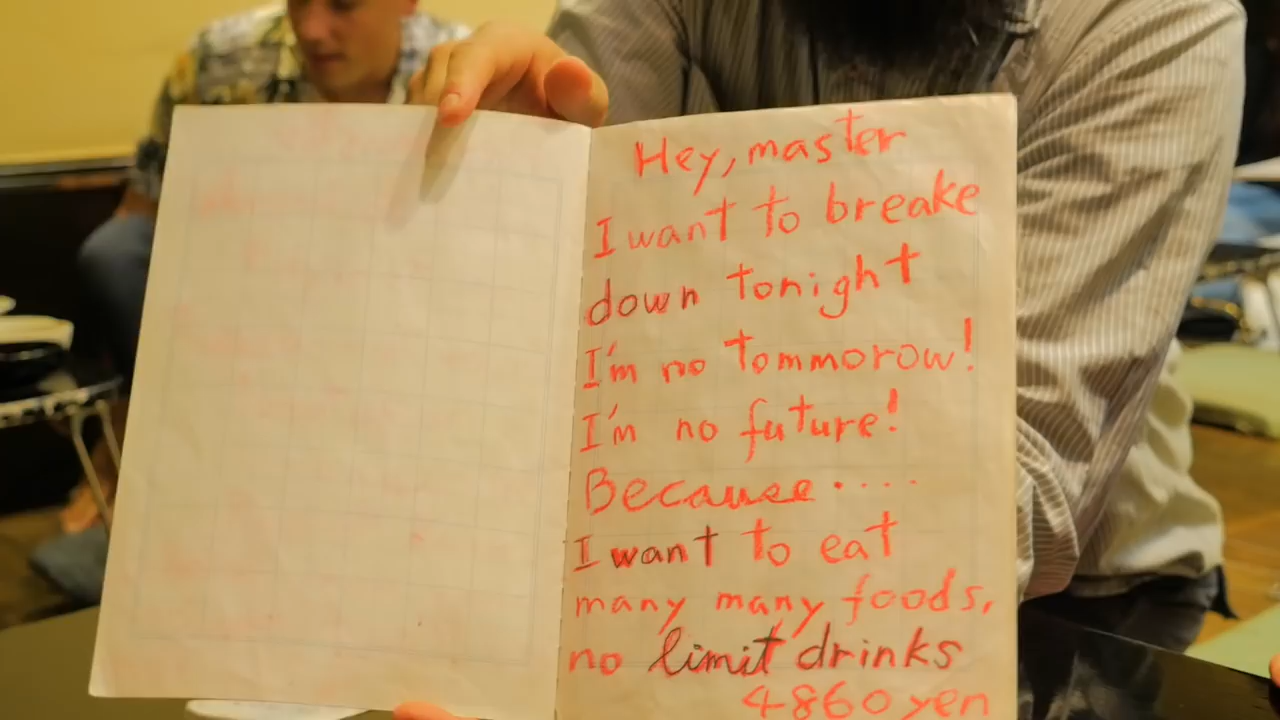 Hey, master
I want to breake
down tonight
I'm no tommorow!
I'm no future!
Because・・・・
I want to eat
many many foods,
no limit drinks
4860 yen